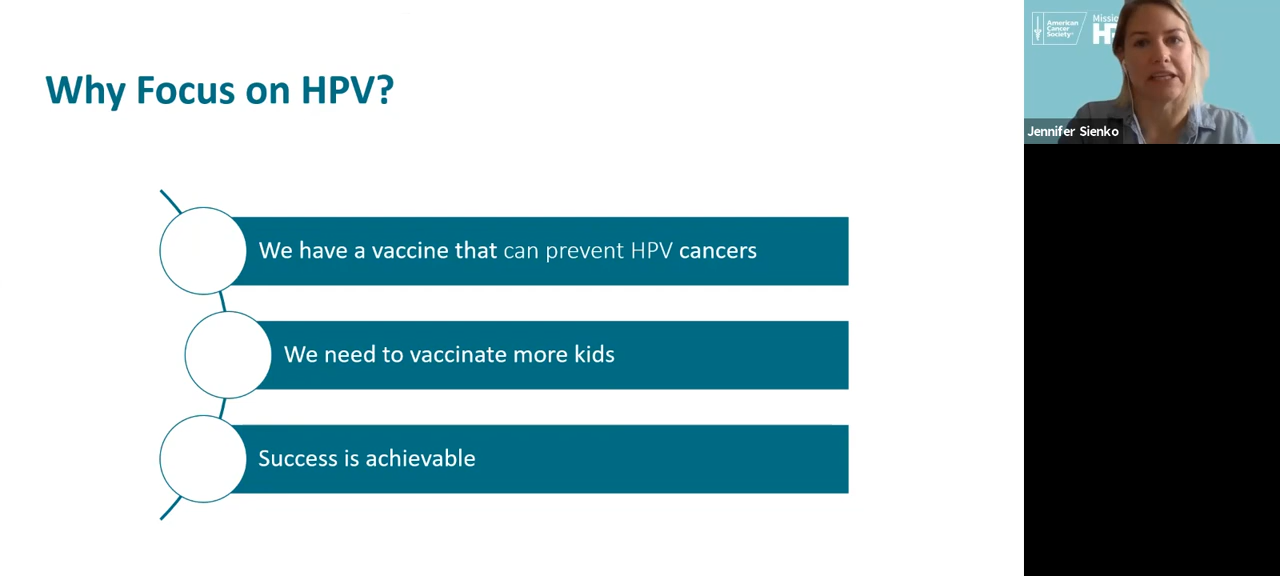 Why Focus on HPV?
We have a vaccine that can prevent HPV cancers
We need to vaccinate more kids
Success is achievable
American
Cancer
Society
Jennifer Sienko